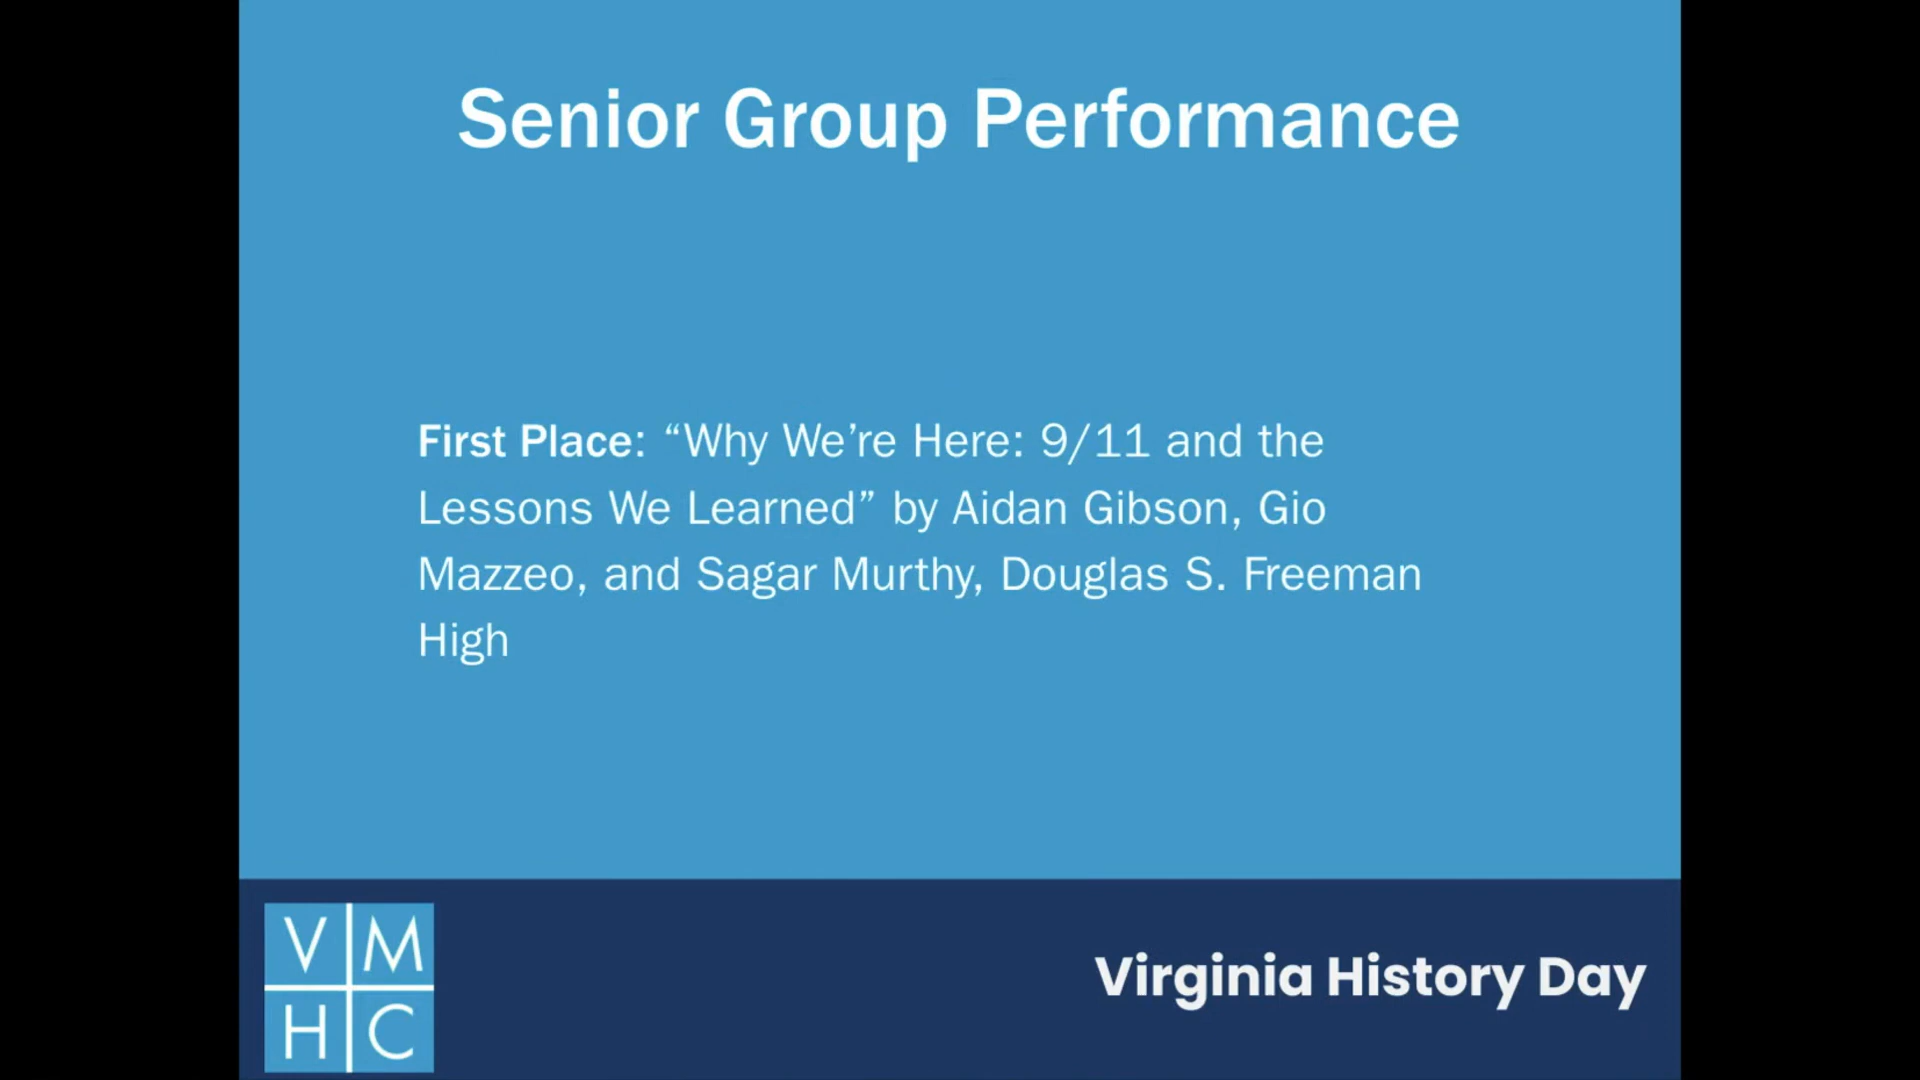 Senior Group Performance
First Place: “Why We’re Here: 9/11 and the
Lessons We Learned” by Aidan Gibson, Gio
Mazzeo, and Sagar Murthy, Douglas S. Freeman
High
V M
H C
Virginia History Day